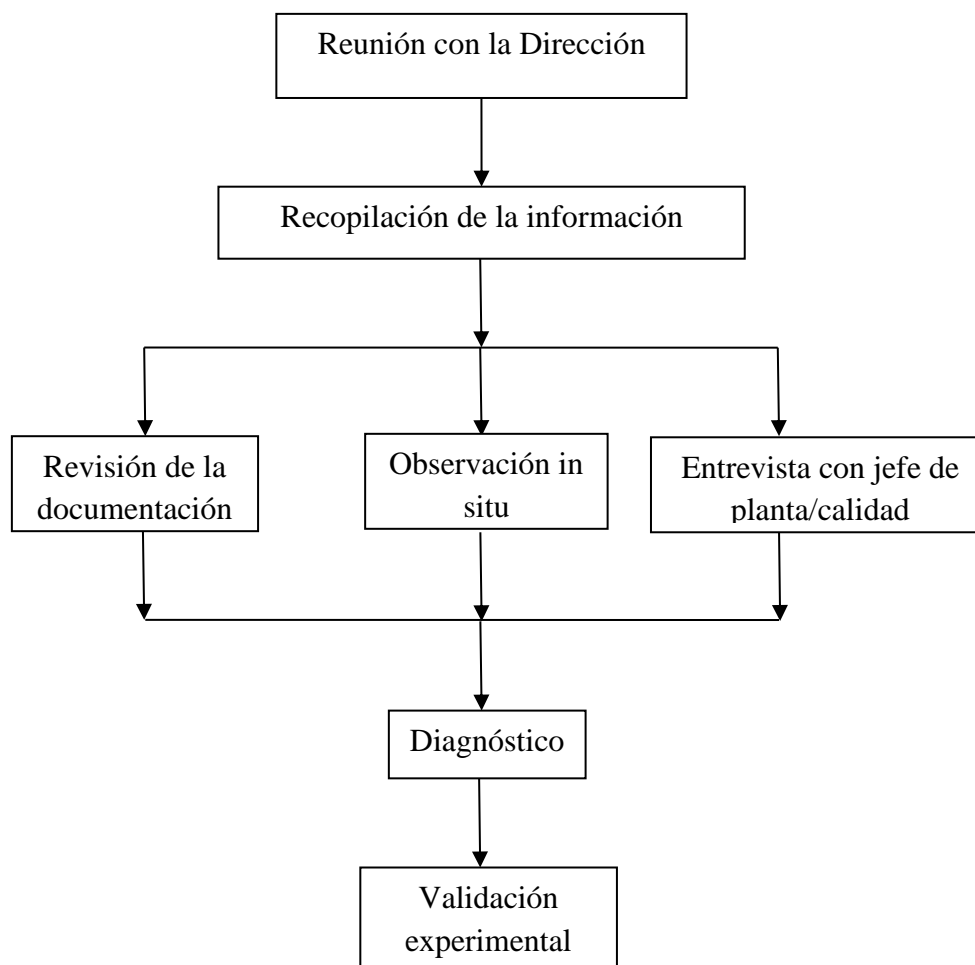 Reunión con la Dirección
Recopilación de la información
Revisión de la
documentación
Observación in
situ
Entrevista con jefe de
planta/calidad
Diagnóstico
Validación
experimental